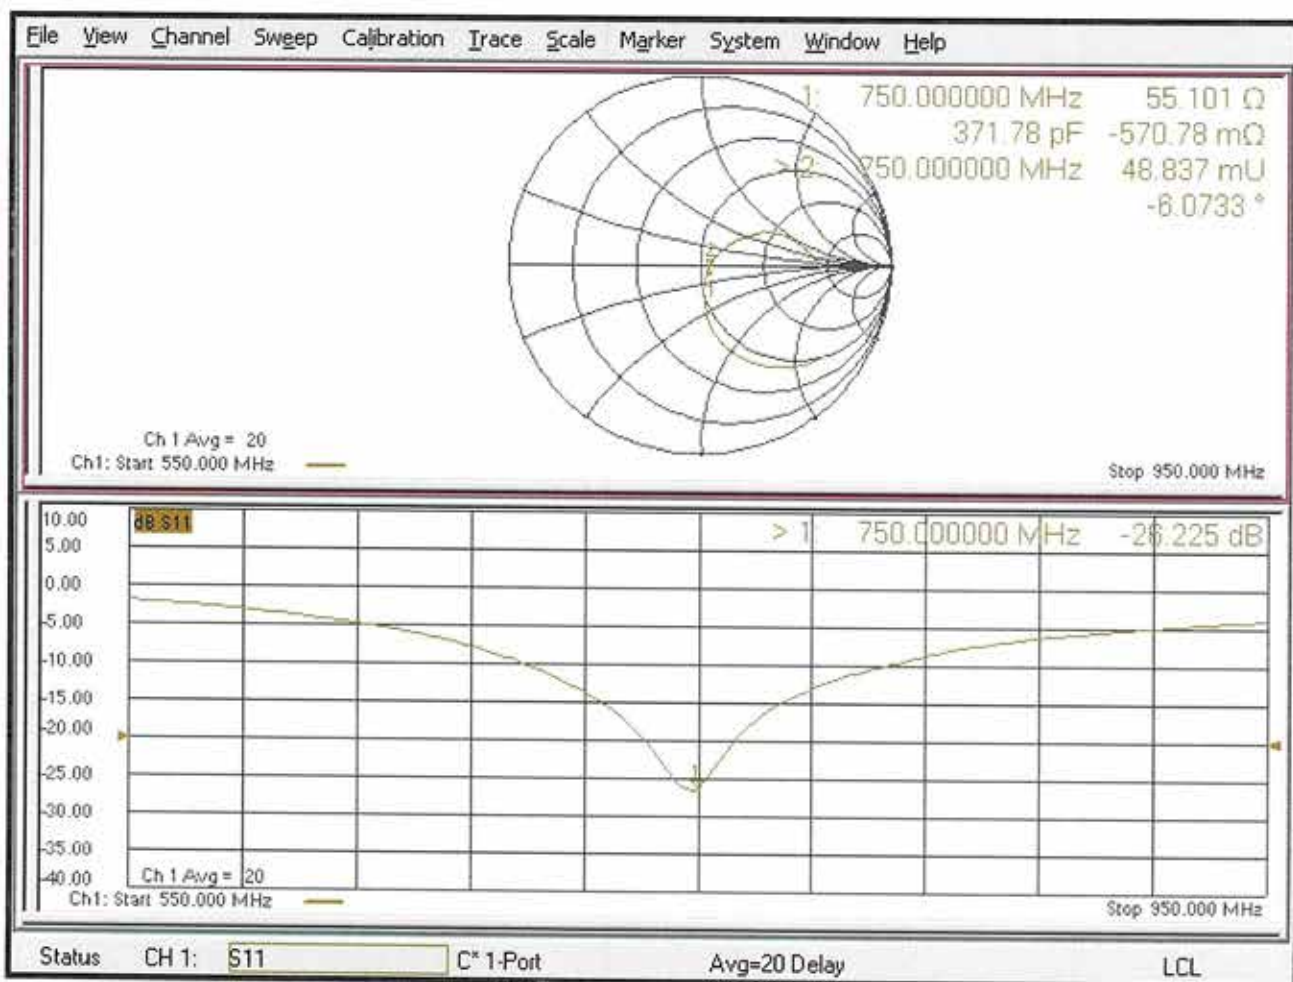 File View Channel Sweep Calibration Trace Scale Marker System Window Help
1: 750.000000 MHz 55.101 Ω
371.78 pF -570.78 mΩ
> 2: 750.000000 MHz 48.837 mU
-6.0733 °
Ch 1 Avg = 20
Ch1: Start 550.000 MHz
Stop 950.000 MHz
10.00
dB S11
> 1 750.000000 MHz -26.225 dB
5.00
0.00
-5.00
-10.00
-15.00
-20.00
-25.00
1
-30.00
-35.00
-40.00
Ch 1 Avg = 20
Ch1: Start 550.000 MHz
Stop 950.000 MHz
Status CH 1: S11 C* 1-Port Avg=20 Delay LCL